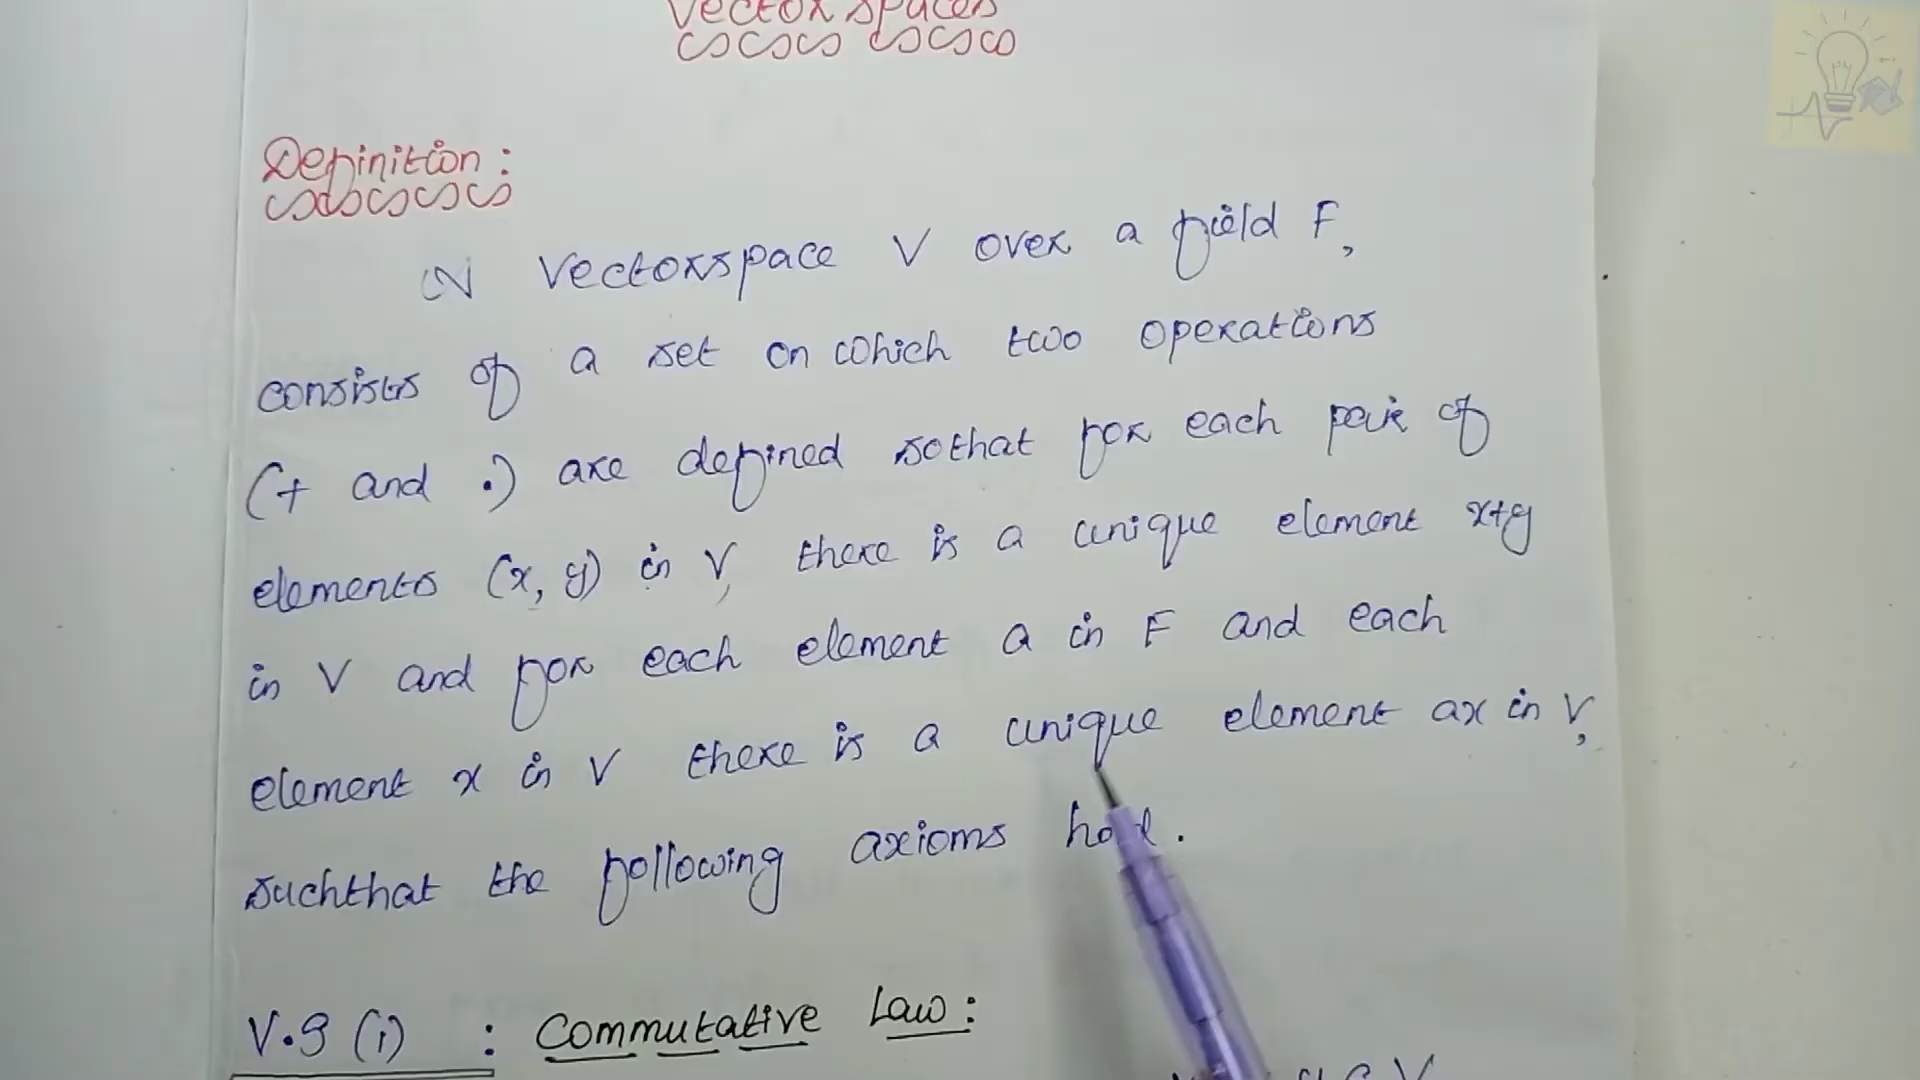 Vector spaces
Definition:
A Vectorspace V over a field F,
consists of a set on which two operations
(+ and •) are defined sothat for each pair of
elements (x, y) in V, there is a unique element x+y
in V and for each element a in F and each
element x in V there is a unique element ax in V,
suchthat the following axioms hold.
V.S (i) : Commutative Law: